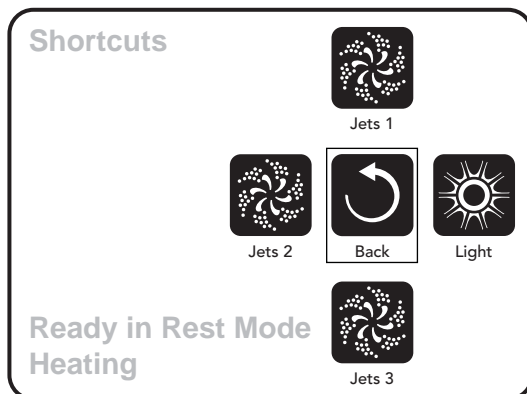 Shortcuts
Jets 1
Jets 2
Back
Light
Ready in Rest Mode
Heating
Jets 3